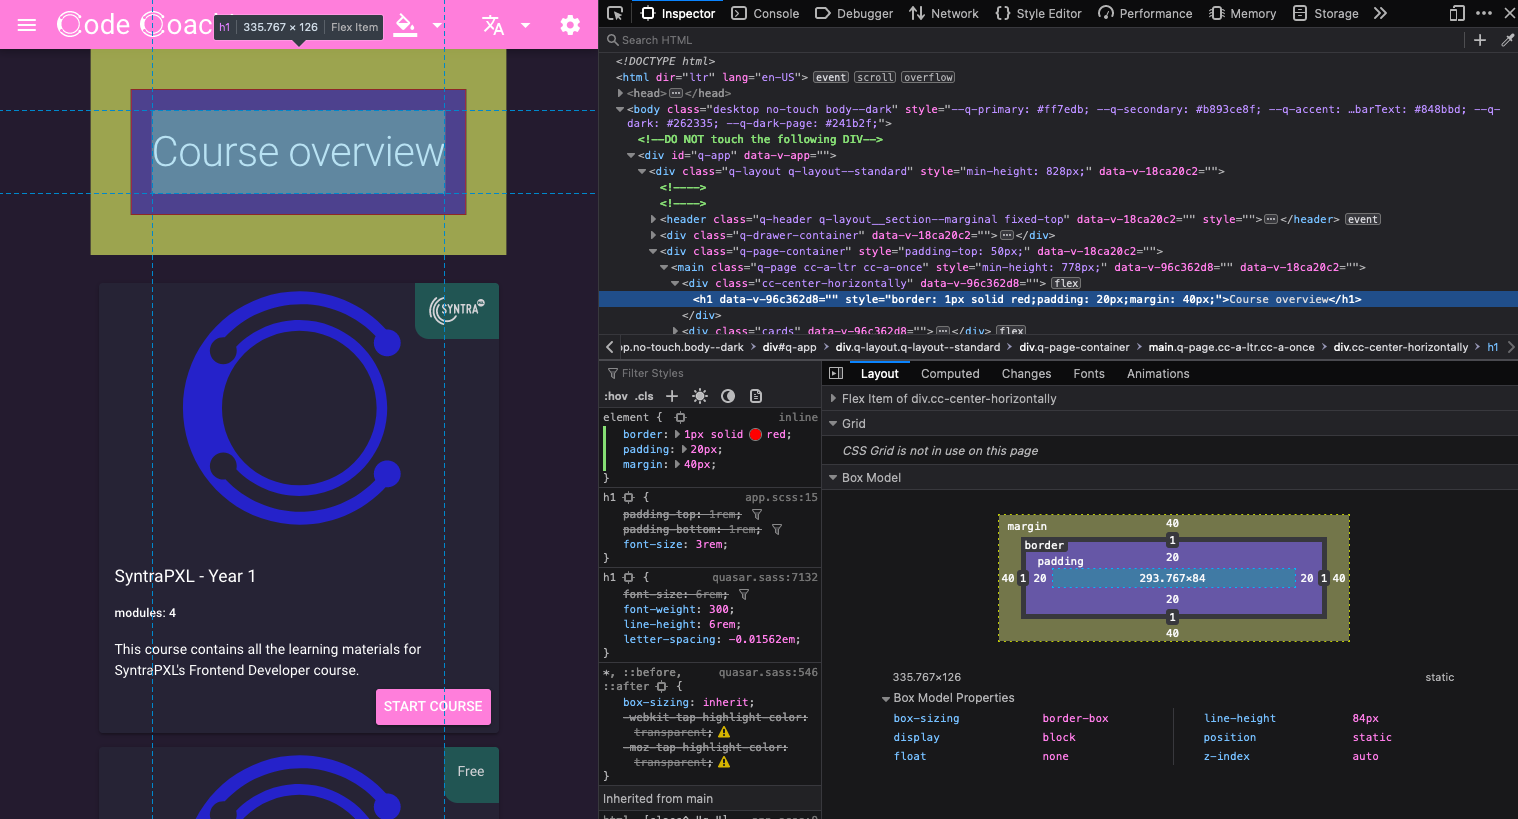 Code Coac
h1 335.767 × 126 Flex Item
Course overview
SYNTRA
SyntraPXL - Year 1
modules: 4
This course contains all the learning materials for
SyntraPXL's Frontend Developer course.
START COURSE
Free
Inspector Console Debugger Network Style Editor Performance Memory Storage
Search HTML
<!DOCTYPE html>
<html dir="ltr" lang="en-US"> event scroll overflow
<head> </head>
<body class="desktop no-touch body--dark" style="--q-primary: #ff7edb; --q-secondary: #b893ce8f; --q-accent: …barText: #848bbd; --q-
dark: #262335; --q-dark-page: #241b2f;">
<!--DO NOT touch the following DIV-->
<div id="q-app" data-v-app="">
<div class="q-layout q-layout--standard" style="min-height: 828px;" data-v-18ca20c2="">
<!---->
<!---->
<header class="q-header q-layout__section--marginal fixed-top" data-v-18ca20c2="" style=""> </header> event
<div class="q-drawer-container" data-v-18ca20c2=""> </div>
<div class="q-page-container" style="padding-top: 50px;" data-v-18ca20c2="">
<main class="q-page cc-a-ltr cc-a-once" style="min-height: 778px;" data-v-96c362d8="" data-v-18ca20c2="">
<div class="cc-center-horizontally" data-v-96c362d8=""> flex
<h1 data-v-96c362d8="" style="border: 1px solid red;padding: 20px;margin: 40px;">Course overview</h1>
</div>
<div class="cards" data-v-96c362d8=""> </div> flex
pp.no-touch.body--dark > div#q-app > div.q-layout.q-layout--standard > div.q-page-container > main.q-page.cc-a-ltr.cc-a-once > div.cc-center-horizontally > h1
Filter Styles
:hov .cls
element { inline
border: 1px solid red;
padding: 20px;
margin: 40px;
}
h1 { app.scss:15
padding-top: 1rem;
padding-bottom: 1rem;
font-size: 3rem;
}
h1 { quasar.sass:7132
font-size: 6rem;
font-weight: 300;
line-height: 6rem;
letter-spacing: -0.01562em;
}
*, ::before, quasar.sass:546
::after {
box-sizing: inherit;
-webkit-tap-highlight-color:
transparent;
-moz-tap-highlight-color:
transparent;
}
Inherited from main
Layout Computed Changes Fonts Animations
Flex Item of div.cc-center-horizontally
Grid
CSS Grid is not in use on this page
Box Model
margin 40
border 1
padding 20
40 1 20 293.767×84 20 1 40
20
1
40
335.767×126 static
Box Model Properties
box-sizing border-box line-height 84px
display block position static
float none z-index auto